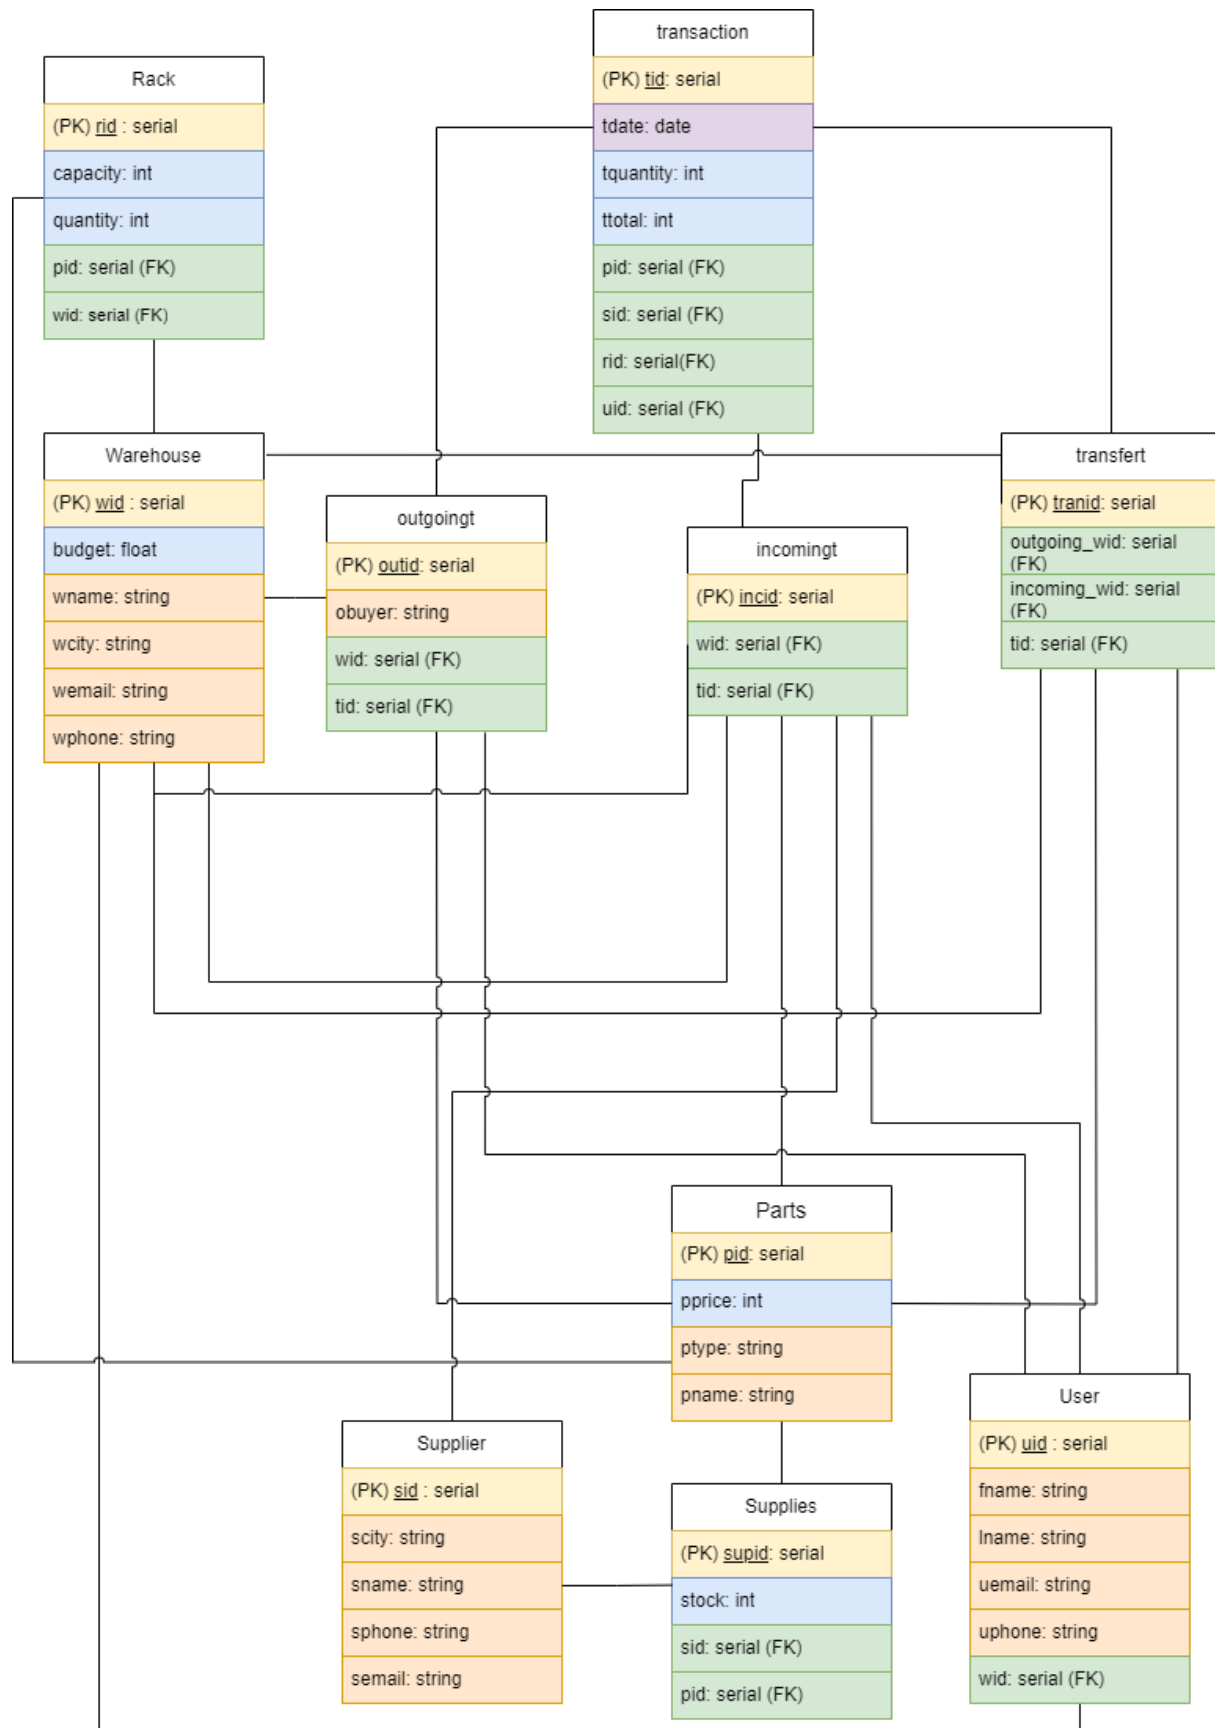 transaction
(PK) tid: serial
tdate: date
tquantity: int
ttotal: int
pid: serial (FK)
sid: serial (FK)
rid: serial(FK)
uid: serial (FK)
Rack
(PK) rid : serial
capacity: int
quantity: int
pid: serial (FK)
wid: serial (FK)
Warehouse
(PK) wid : serial
budget: float
wname: string
wcity: string
wemail: string
wphone: string
outgoingt
(PK) outid: serial
obuyer: string
wid: serial (FK)
tid: serial (FK)
incomingt
(PK) incid: serial
wid: serial (FK)
tid: serial (FK)
transfert
(PK) tranid: serial
outgoing_wid: serial
(FK)
incoming_wid: serial
(FK)
tid: serial (FK)
Parts
(PK) pid: serial
pprice: int
ptype: string
pname: string
Supplier
(PK) sid : serial
scity: string
sname: string
sphone: string
semail: string
Supplies
(PK) supid: serial
stock: int
sid: serial (FK)
pid: serial (FK)
User
(PK) uid : serial
fname: string
lname: string
uemail: string
uphone: string
wid: serial (FK)